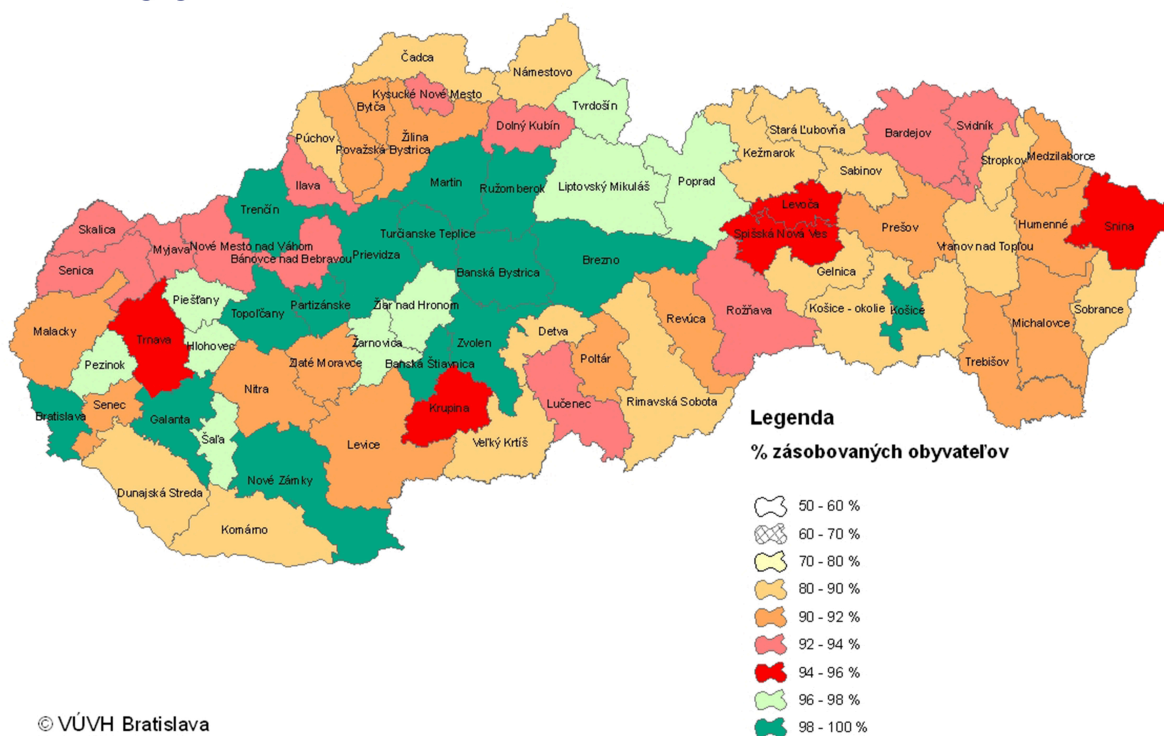 Čadca
Námestovo
Kysucké Nové Mesto
Tvrdošín
Bytča
Dolný Kubín
Púchov
Žilina
Považská Bystrica
Stará Ľubovňa
Bardejov
Svidník
Stropkov
Medzilaborce
Kežmarok
Sabinov
Ilava
Martin
Ružomberok
Liptovský Mikuláš
Poprad
Levoča
Trenčín
Snina
Prešov
Humenné
Skalica
Turčianske Teplice
Spišská Nová Ves
Vranov nad Topľou
Myjava
Nové Mesto nad Váhom
Bánovce nad Bebravou
Prievidza
Banská Bystrica
Brezno
Senica
Gelnica
Piešťany
Partizánske
Žiar nad Hronom
Topoľčany
Rožňava
Košice - okolie
Košice
Sobrance
Malacky
Trnava
Hlohovec
Žarnovica
Zvolen
Detva
Revúca
Michalovce
Pezinok
Zlaté Moravce
Banská Štiavnica
Poltár
Trebišov
Nitra
Bratislava
Senec
Galanta
Krupina
Lučenec
Rimavská Sobota
Šaľa
Levice
Veľký Krtíš
Nové Zámky
Dunajská Streda
Komárno
Legenda
% zásobovaných obyvateľov
50 - 60 %
60 - 70 %
70 - 80 %
80 - 90 %
90 - 92 %
92 - 94 %
94 - 96 %
96 - 98 %
98 - 100 %
© VÚVH Bratislava